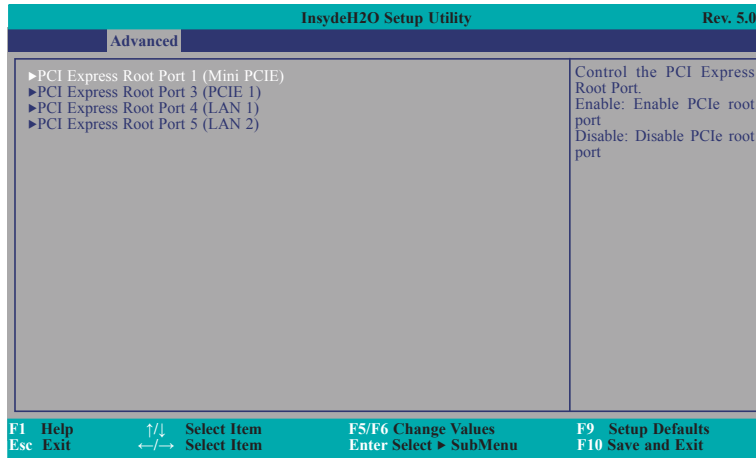 InsydeH2O Setup Utility Rev. 5.0
Advanced
►PCI Express Root Port 1 (Mini PCIE)
►PCI Express Root Port 3 (PCIE 1)
►PCI Express Root Port 4 (LAN 1)
►PCI Express Root Port 5 (LAN 2)
Control the PCI Express
Root Port.
Enable: Enable PCIe root
port
Disable: Disable PCIe root
port
F1 Help ↑/↓ Select Item F5/F6 Change Values F9 Setup Defaults
Esc Exit ←/→ Select Item Enter Select ► SubMenu F10 Save and Exit